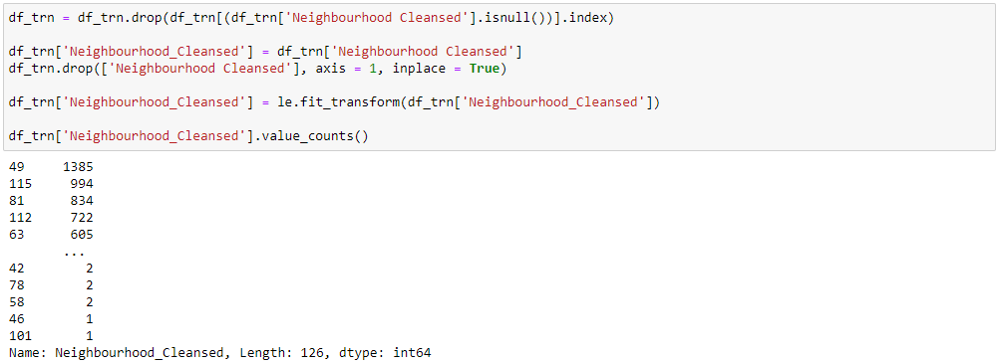 df_trn = df_trn.drop(df_trn[(df_trn['Neighbourhood Cleansed'].isnull())].index)
df_trn['Neighbourhood_Cleansed'] = df_trn['Neighbourhood Cleansed']
df_trn.drop(['Neighbourhood Cleansed'], axis = 1, inplace = True)
df_trn['Neighbourhood_Cleansed'] = le.fit_transform(df_trn['Neighbourhood_Cleansed'])
df_trn['Neighbourhood_Cleansed'].value_counts()
49     1385
115     994
81      834
112     722
63      605
       ...
42        2
78        2
58        2
46        1
101       1
Name: Neighbourhood_Cleansed, Length: 126, dtype: int64